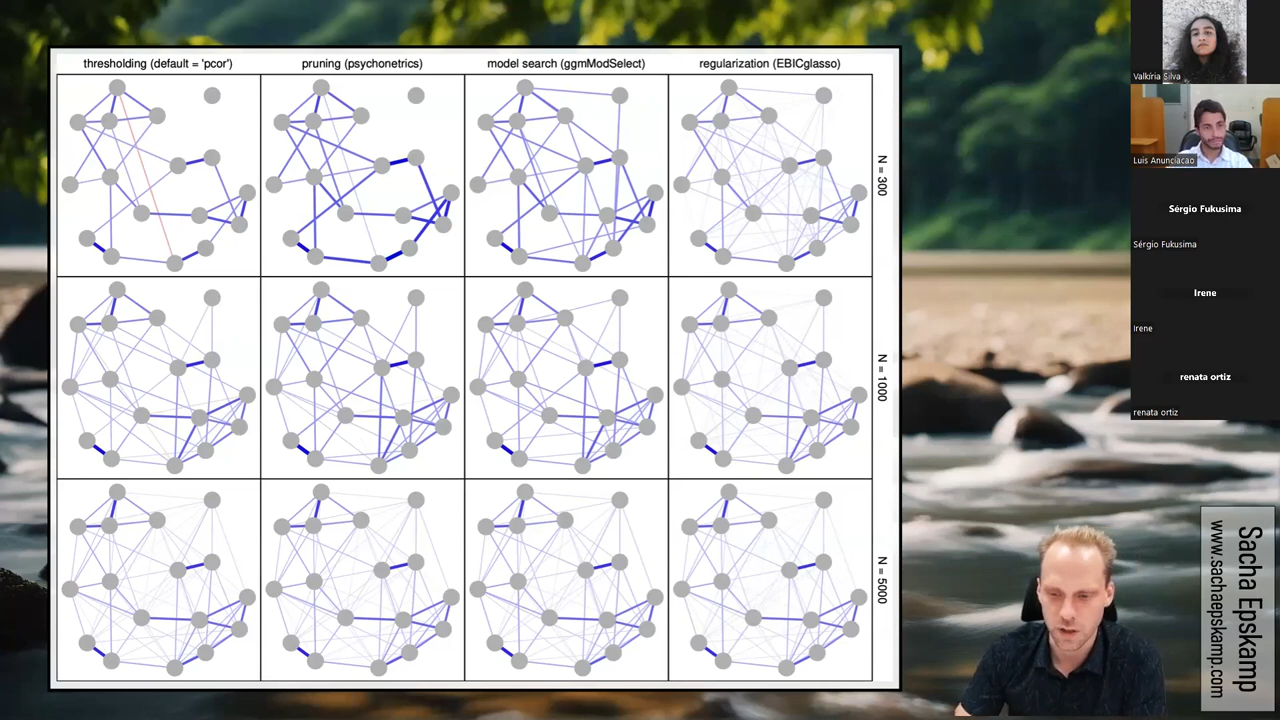 thresholding (default = 'pcor')
pruning (psychonetrics)
model search (ggmModSelect)
regularization (EBICglasso)
N = 300
N = 1000
N = 5000
Valkíria Silva
Luis Anunciacao
Sérgio Fukusima
Sérgio Fukusima
Irene
Irene
renata ortiz
renata ortiz
Sacha Epskamp
www.sachaepskamp.com